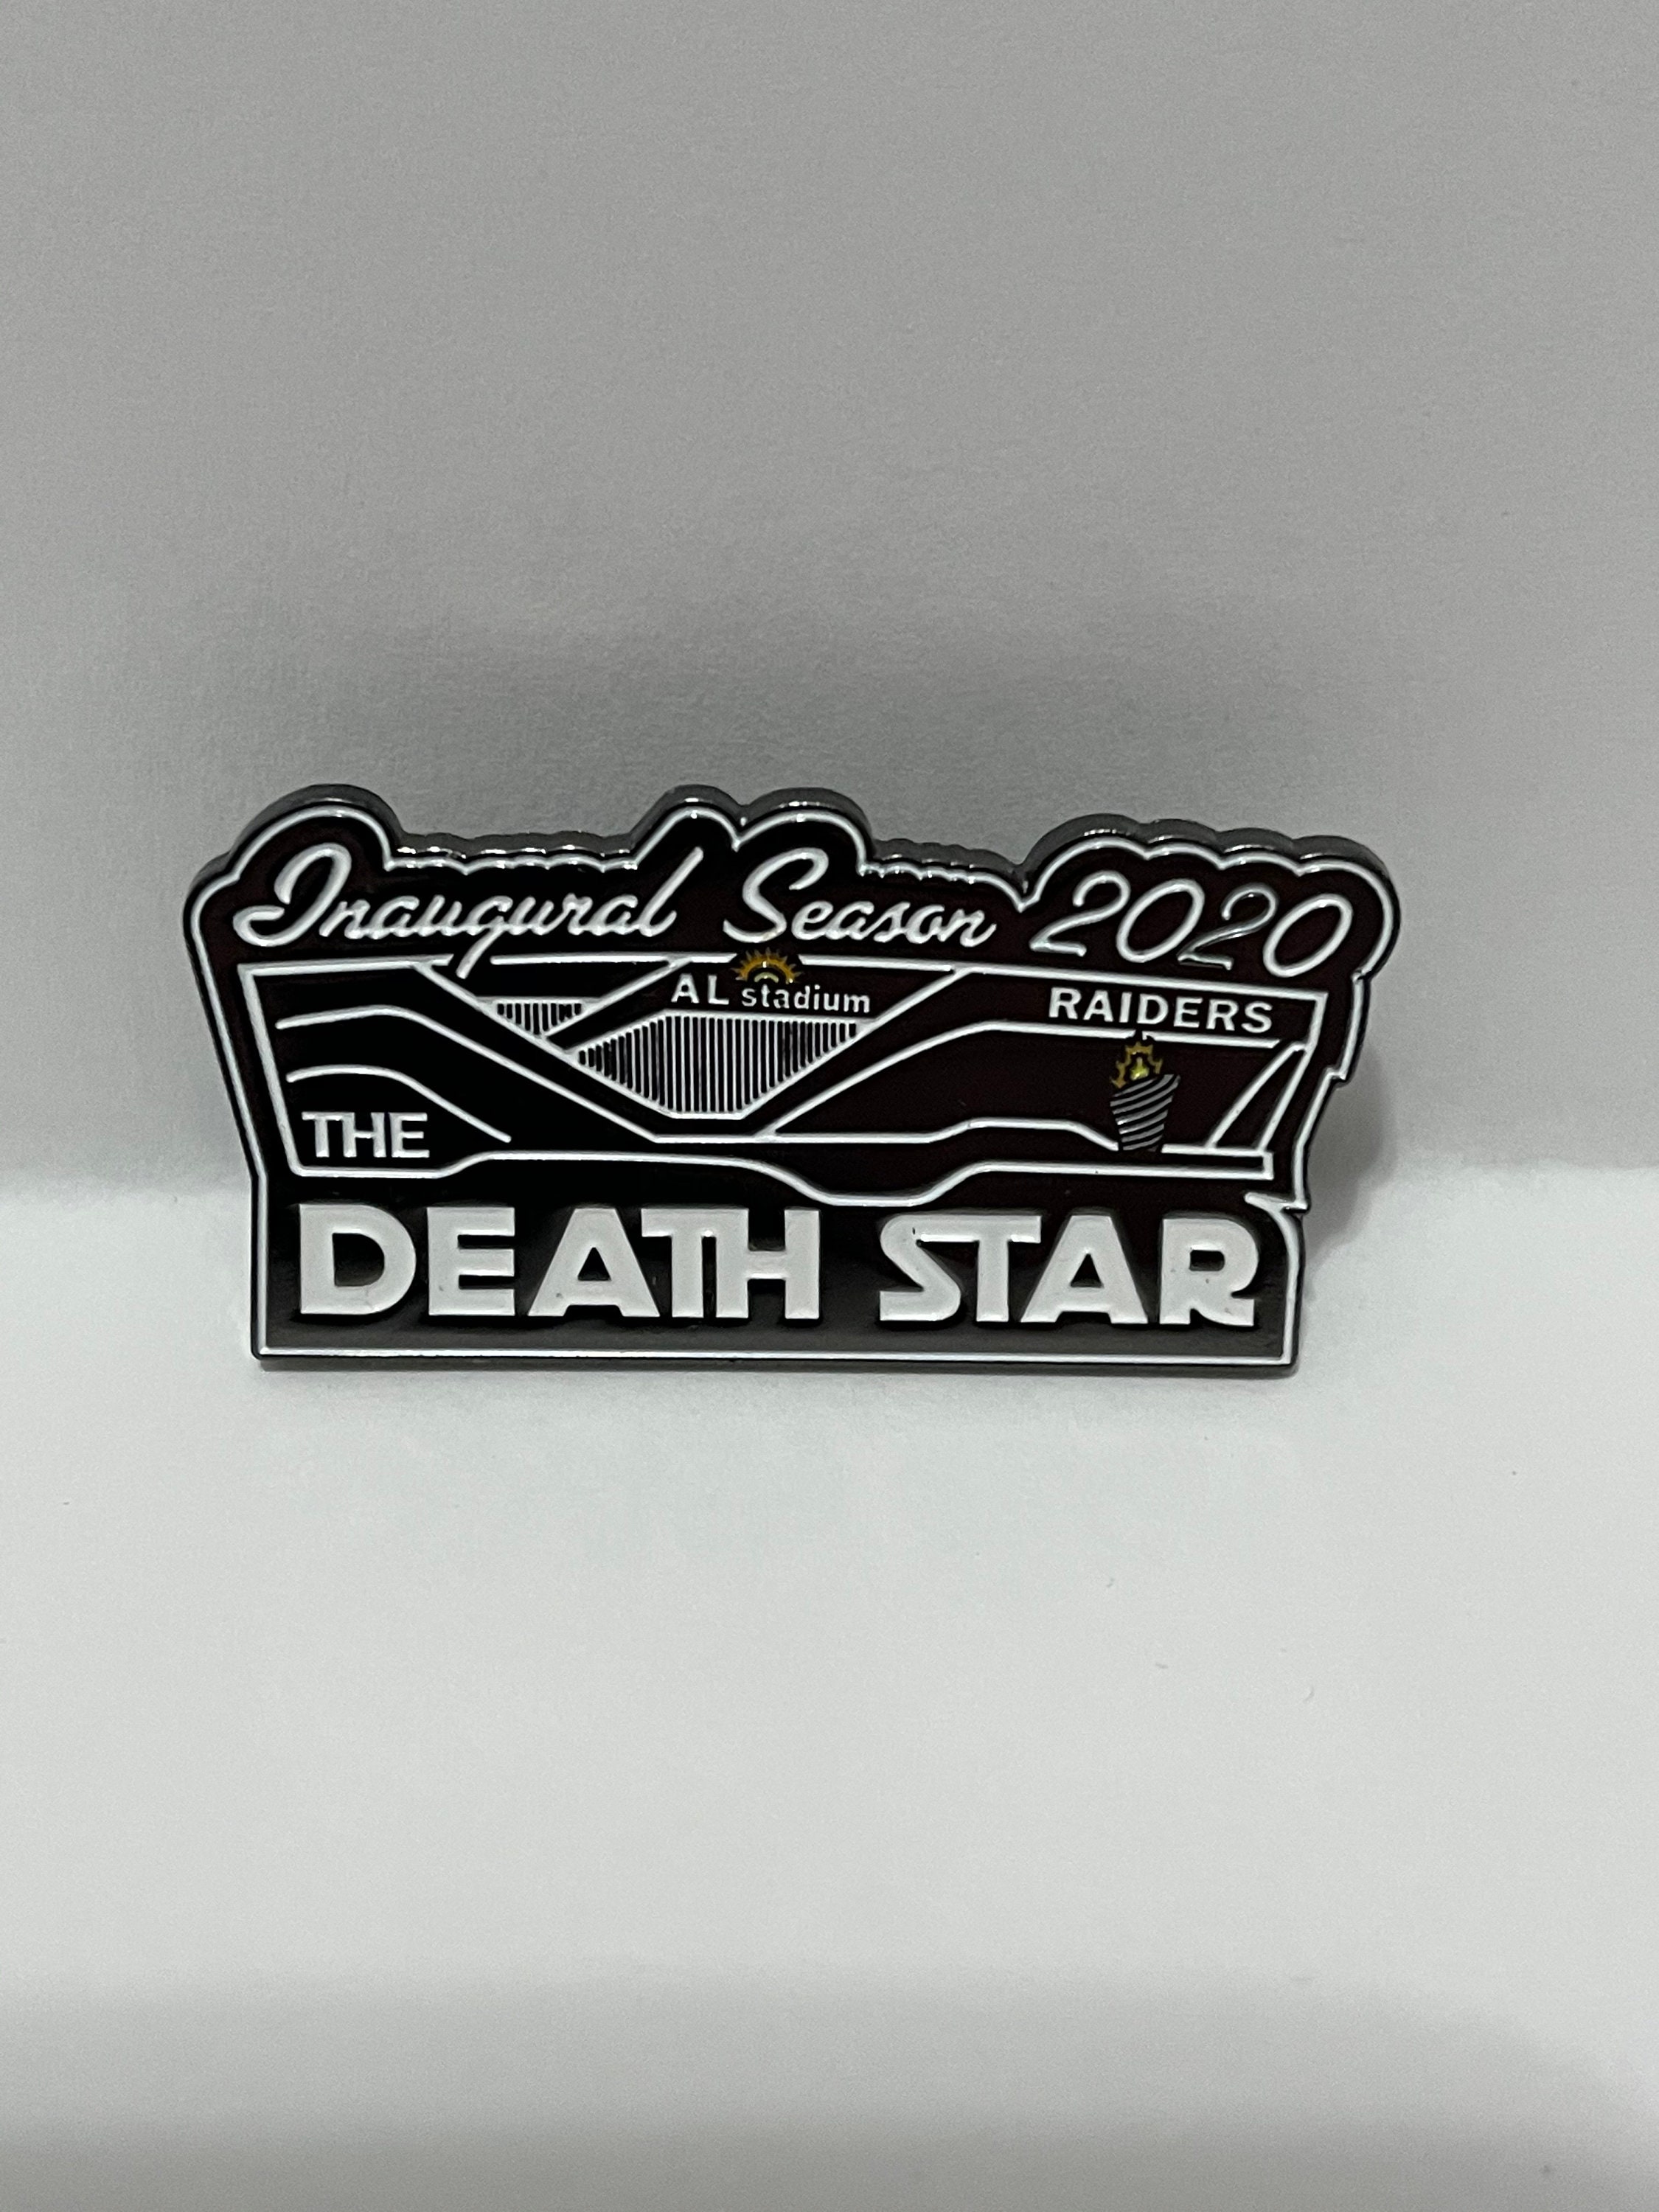 Inaugural Season 2020
AL stadium
RAIDERS
THE
DEATH STAR